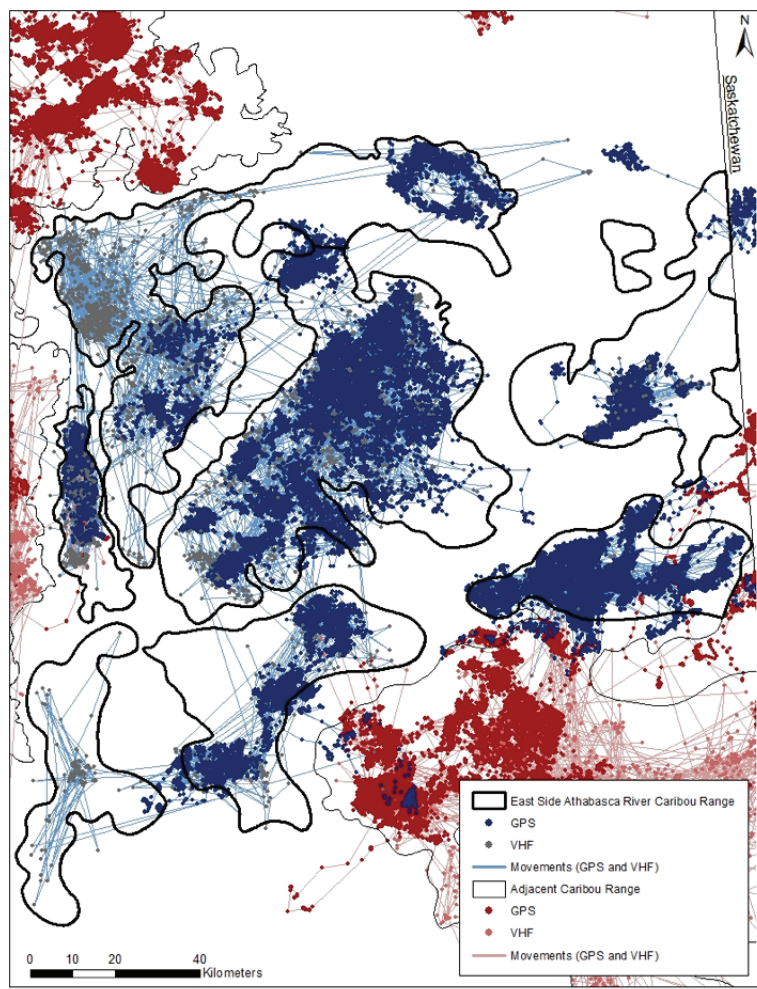 N
Saskatchewan
East Side Athabasca River Caribou Range
GPS
VHF
Movements (GPS and VHF)
Adjacent Caribou Range
GPS
VHF
Movements (GPS and VHF)
0 10 20 40
Kilometers